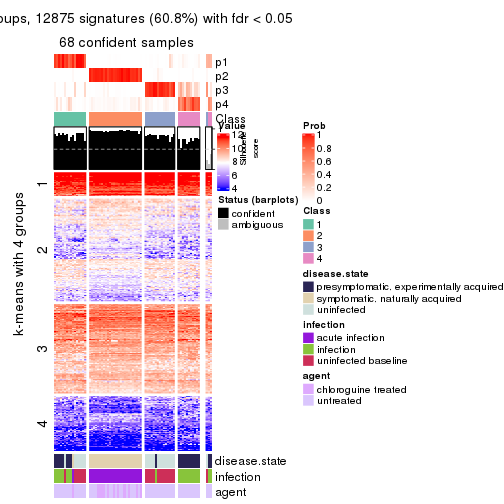 oups, 12875 signatures (60.8%) with fdr < 0.05
68 confident samples
p1
p2
p3
p4
Class
Silhouette
score
k-means with 4 groups
1
2
3
4
disease.state
infection
agent
Value
12
10
8
6
4
Status (barplots)
confident
ambiguous
Prob
1
0.8
0.6
0.4
0.2
0
Class
1
2
3
4
disease.state
presymptomatic. experimentally acquired
symptomatic. naturally acquired
uninfected
infection
acute infection
infection
uninfected baseline
agent
chloroguine treated
untreated